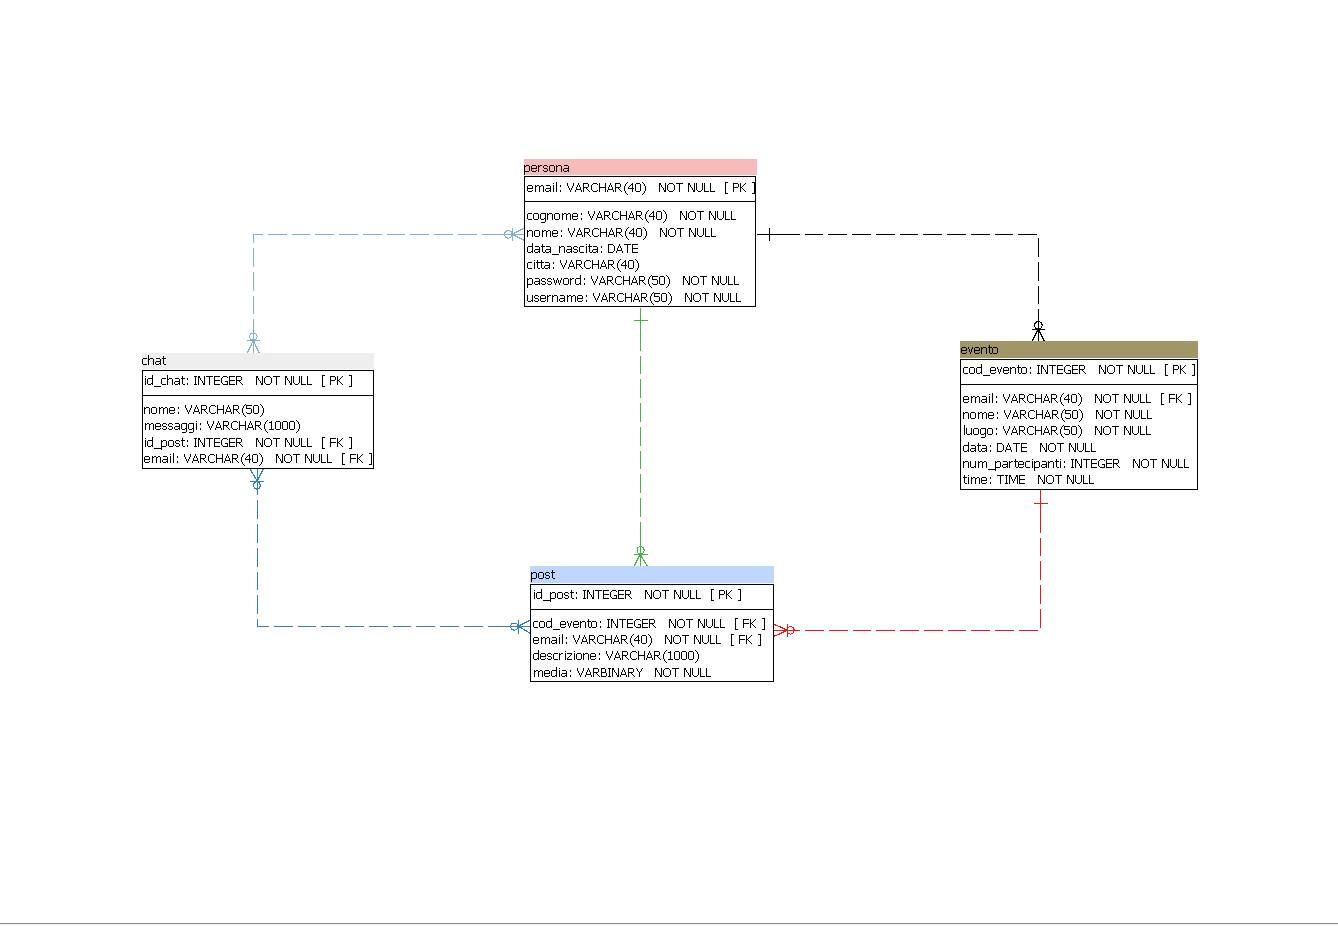 persona
email: VARCHAR(40) NOT NULL [ PK ]
cognome: VARCHAR(40) NOT NULL
nome: VARCHAR(40) NOT NULL
data_nascita: DATE
citta: VARCHAR(40)
password: VARCHAR(50) NOT NULL
username: VARCHAR(50) NOT NULL
chat
id_chat: INTEGER NOT NULL [ PK ]
nome: VARCHAR(50)
messaggi: VARCHAR(1000)
id_post: INTEGER NOT NULL [ FK ]
email: VARCHAR(40) NOT NULL [ FK ]
evento
cod_evento: INTEGER NOT NULL [ PK ]
email: VARCHAR(40) NOT NULL [ FK ]
nome: VARCHAR(50) NOT NULL
luogo: VARCHAR(50) NOT NULL
data: DATE NOT NULL
num_partecipanti: INTEGER NOT NULL
time: TIME NOT NULL
post
id_post: INTEGER NOT NULL [ PK ]
cod_evento: INTEGER NOT NULL [ FK ]
email: VARCHAR(40) NOT NULL [ FK ]
descrizione: VARCHAR(1000)
media: VARBINARY NOT NULL